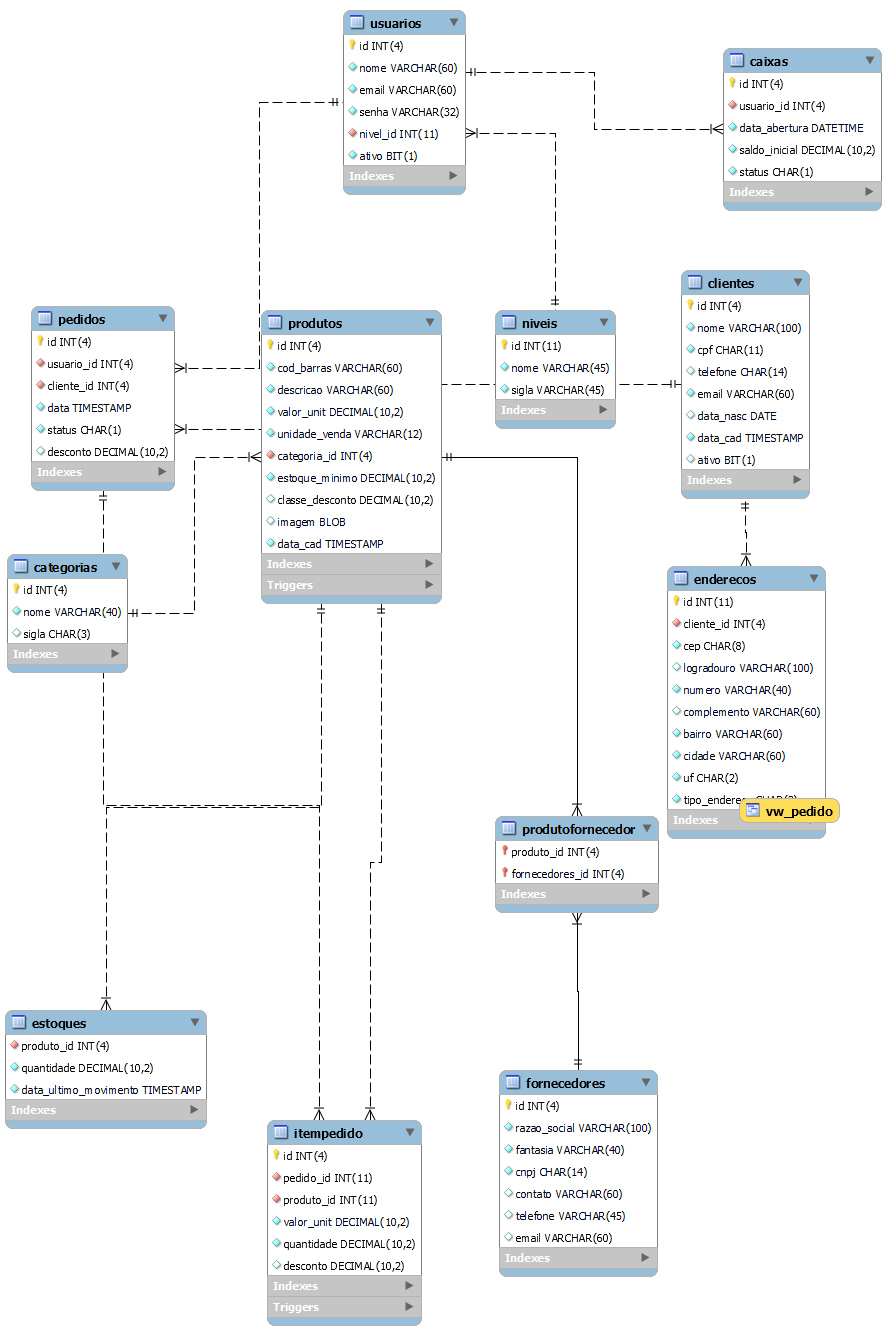 usuarios
id INT(4)
nome VARCHAR(60)
email VARCHAR(60)
senha VARCHAR(32)
nivel_id INT(11)
ativo BIT(1)
Indexes
caixas
id INT(4)
usuario_id INT(4)
data_abertura DATETIME
saldo_inicial DECIMAL(10,2)
status CHAR(1)
Indexes
clientes
id INT(4)
nome VARCHAR(100)
cpf CHAR(11)
telefone CHAR(14)
email VARCHAR(60)
data_nasc DATE
data_cad TIMESTAMP
ativo BIT(1)
Indexes
pedidos
id INT(4)
usuario_id INT(4)
cliente_id INT(4)
data TIMESTAMP
status CHAR(1)
desconto DECIMAL(10,2)
Indexes
produtos
id INT(4)
cod_barras VARCHAR(60)
descricao VARCHAR(60)
valor_unit DECIMAL(10,2)
unidade_venda VARCHAR(12)
categoria_id INT(4)
estoque_minimo DECIMAL(10,2)
classe_desconto DECIMAL(10,2)
imagem BLOB
data_cad TIMESTAMP
Indexes
Triggers
niveis
id INT(11)
nome VARCHAR(45)
sigla VARCHAR(45)
Indexes
categorias
id INT(4)
nome VARCHAR(40)
sigla CHAR(3)
Indexes
enderecos
id INT(11)
cliente_id INT(4)
cep CHAR(8)
logradouro VARCHAR(100)
numero VARCHAR(40)
complemento VARCHAR(60)
bairro VARCHAR(60)
cidade VARCHAR(60)
uf CHAR(2)
Indexes
vw_pedido
produtofornecedor
produto_id INT(4)
fornecedores_id INT(4)
Indexes
estoques
produto_id INT(4)
quantidade DECIMAL(10,2)
data_ultimo_movimento TIMESTAMP
Indexes
fornecedores
id INT(4)
razao_social VARCHAR(100)
fantasia VARCHAR(40)
cnpj CHAR(14)
contato VARCHAR(60)
telefone VARCHAR(45)
email VARCHAR(60)
Indexes
itempedido
id INT(4)
pedido_id INT(11)
produto_id INT(11)
valor_unit DECIMAL(10,2)
quantidade DECIMAL(10,2)
desconto DECIMAL(10,2)
Indexes
Triggers